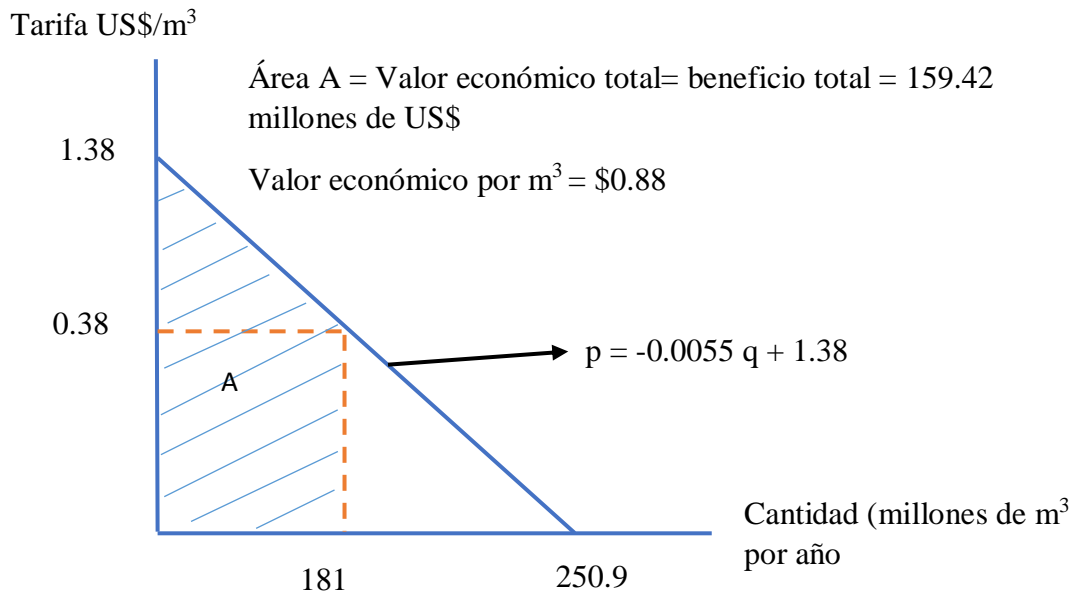 Tarifa US$/m³
Área A = Valor económico total= beneficio total = 159.42
millones de US$
1.38
Valor económico por m³ = $0.88
0.38
p = -0.0055 q + 1.38
A
Cantidad (millones de m³
por año
181
250.9